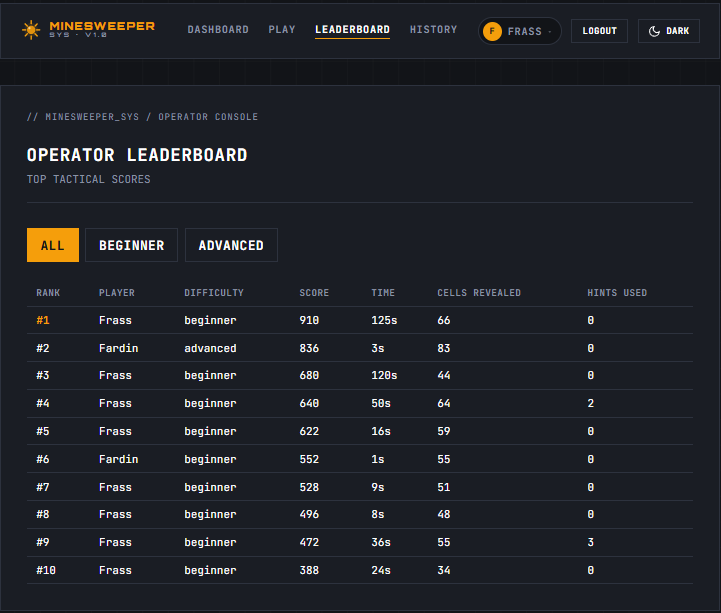 MINESWEEPER
SYS · V1.0
DASHBOARD PLAY LEADERBOARD HISTORY F FRASS · LOGOUT DARK
// MINESWEEPER_SYS / OPERATOR CONSOLE
OPERATOR LEADERBOARD
TOP TACTICAL SCORES
ALL BEGINNER ADVANCED
RANK PLAYER DIFFICULTY SCORE TIME CELLS REVEALED HINTS USED
#1 Frass beginner 910 125s 66 0
#2 Fardin advanced 836 3s 83 0
#3 Frass beginner 680 120s 44 0
#4 Frass beginner 640 50s 64 2
#5 Frass beginner 622 16s 59 0
#6 Fardin beginner 552 1s 55 0
#7 Frass beginner 528 9s 51 0
#8 Frass beginner 496 8s 48 0
#9 Frass beginner 472 36s 55 3
#10 Frass beginner 388 24s 34 0